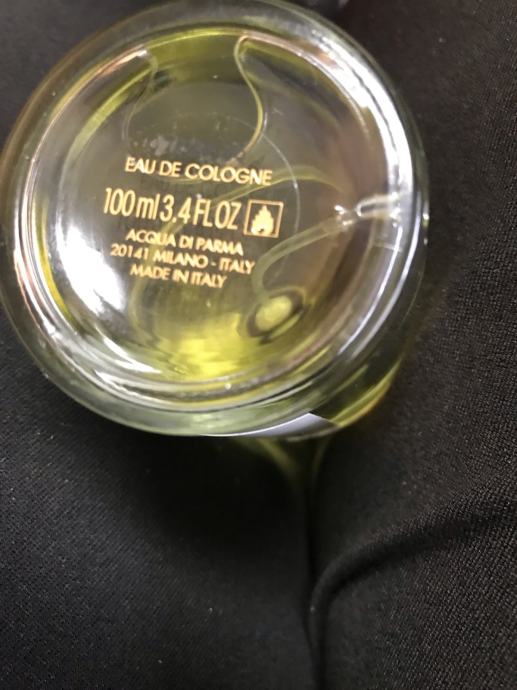 EAU DE COLOGNE
100 ml 3.4 FL OZ
ACQUA DI PARMA
20141 MILANO - ITALY
MADE IN ITALY